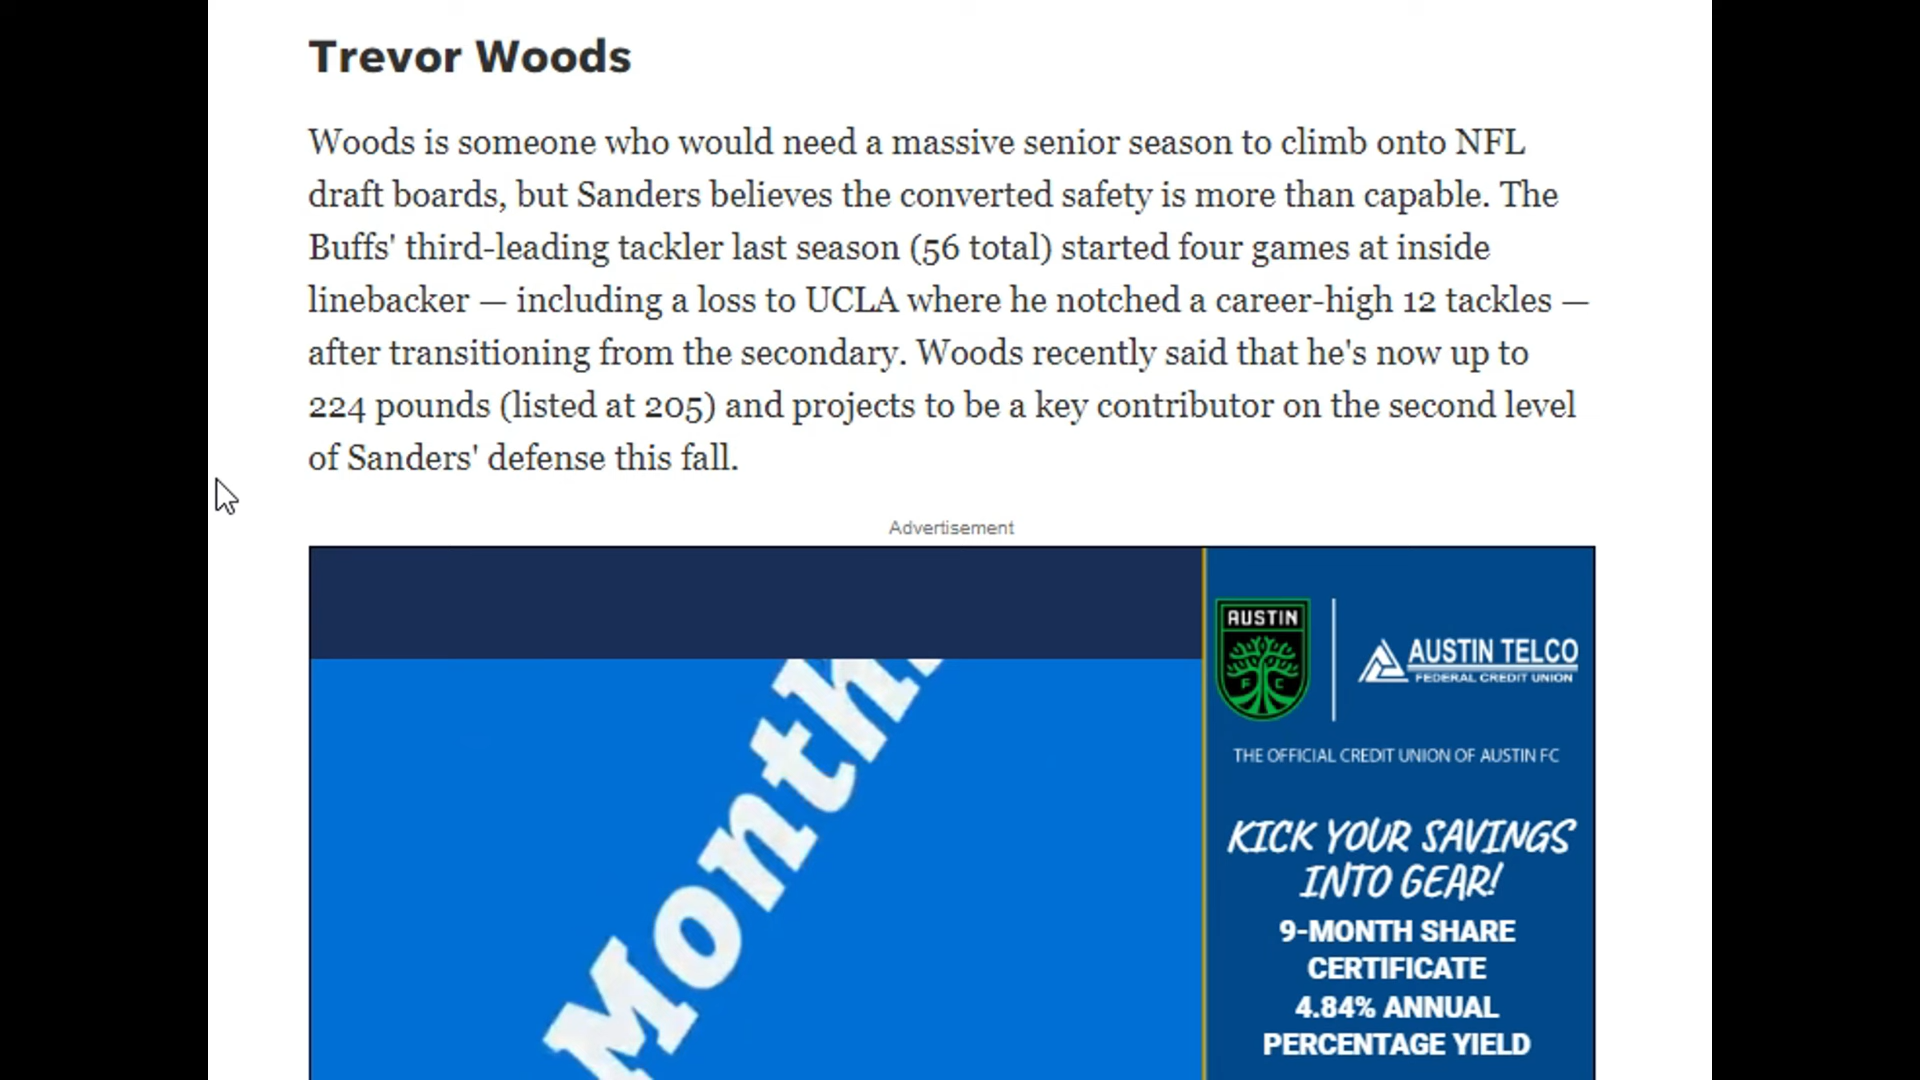 Trevor Woods
Woods is someone who would need a massive senior season to climb onto NFL
draft boards, but Sanders believes the converted safety is more than capable. The
Buffs' third-leading tackler last season (56 total) started four games at inside
linebacker — including a loss to UCLA where he notched a career-high 12 tackles —
after transitioning from the secondary. Woods recently said that he's now up to
224 pounds (listed at 205) and projects to be a key contributor on the second level
of Sanders' defense this fall.
Advertisement
Month
AUSTIN
FC
AUSTIN TELCO
FEDERAL CREDIT UNION
THE OFFICIAL CREDIT UNION OF AUSTIN FC
KICK YOUR SAVINGS
INTO GEAR!
9-MONTH SHARE
CERTIFICATE
4.84% ANNUAL
PERCENTAGE YIELD